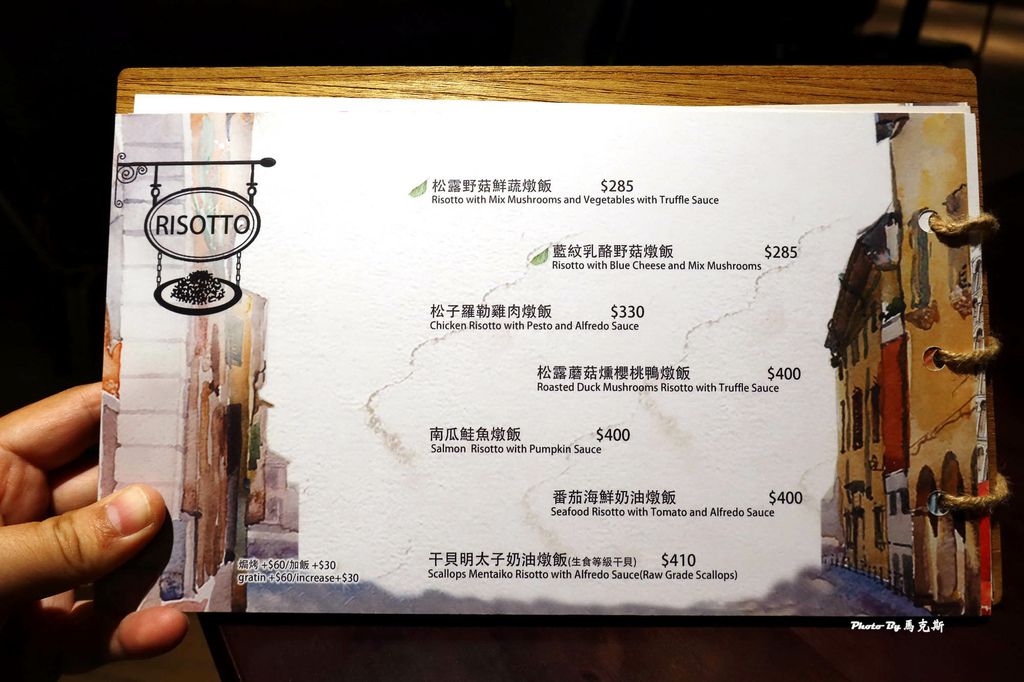 RISOTTO
松露野菇鮮蔬燉飯 $285
Risotto with Mix Mushrooms and Vegetables with Truffle Sauce
藍紋乳酪野菇燉飯 $285
Risotto with Blue Cheese and Mix Mushrooms
松子羅勒雞肉燉飯 $330
Chicken Risotto with Pesto and Alfredo Sauce
松露蘑菇燻櫻桃鴨燉飯 $400
Roasted Duck Mushrooms Risotto with Truffle Sauce
南瓜鮭魚燉飯 $400
Salmon Risotto with Pumpkin Sauce
番茄海鮮奶油燉飯 $400
Seafood Risotto with Tomato and Alfredo Sauce
干貝明太子奶油燉飯(生食等級干貝) $410
Scallops Mentaiko Risotto with Alfredo Sauce(Raw Grade Scallops)
焗烤 +$60/加飯 +$30
gratin +$60/increase+$30
Photo By 馬克斯